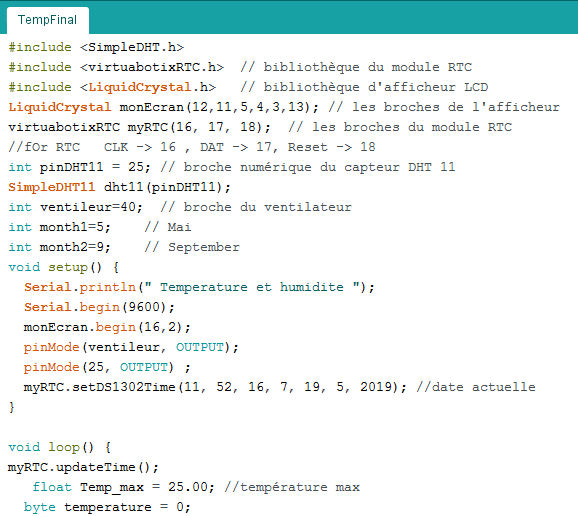 TempFinal
#include <SimpleDHT.h>
#include <virtuabotixRTC.h>  // bibliothèque du module RTC
#include <LiquidCrystal.h>   // bibliothèque d'afficheur LCD
LiquidCrystal monEcran(12,11,5,4,3,13); // les broches de l'afficheur
virtuabotixRTC myRTC(16, 17, 18);  // les broches du module RTC
//fOr RTC   CLK -> 16 , DAT -> 17, Reset -> 18
int pinDHT11 = 25; // broche numérique du capteur DHT 11
SimpleDHT11 dht11(pinDHT11);
int ventileur=40;  // broche du ventilateur
int month1=5;    // Mai
int month2=9;    // September
void setup() {
  Serial.println(" Temperature et humidite ");
  Serial.begin(9600);
  monEcran.begin(16,2);
  pinMode(ventileur, OUTPUT);
  pinMode(25, OUTPUT) ;
  myRTC.setDS1302Time(11, 52, 16, 7, 19, 5, 2019); //date actuelle
}
void loop() {
myRTC.updateTime();
   float Temp_max = 25.00; //température max
  byte temperature = 0;